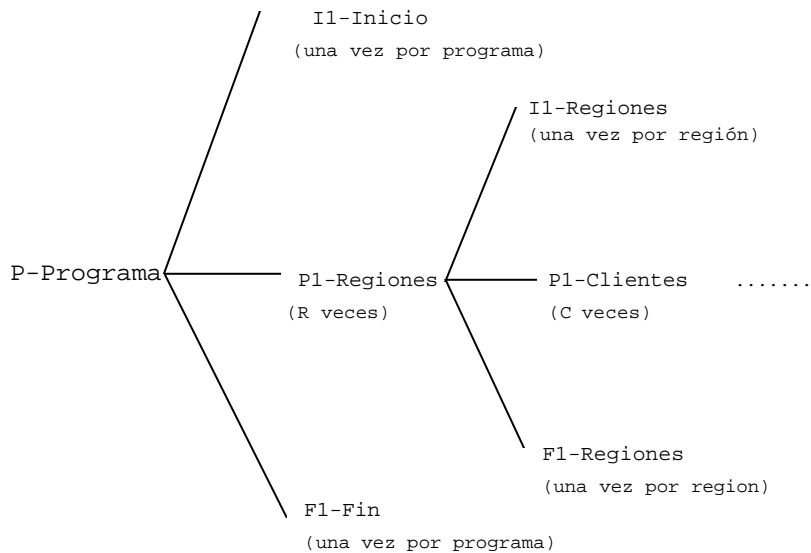 I1-Inicio
(una vez por programa)
I1-Regiones
(una vez por región)
P-Programa
P1-Regiones
(R veces)
P1-Clientes
.......
(C veces)
F1-Regiones
(una vez por region)
F1-Fin
(una vez por programa)